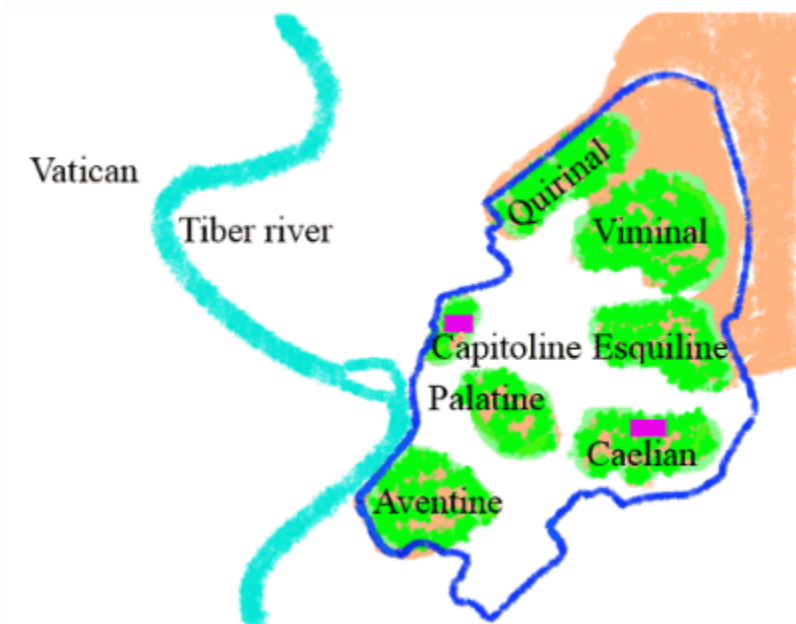 Vatican
Tiber river
Quirinal
Viminal
Capitoline
Esquiline
Palatine
Caelian
Aventine